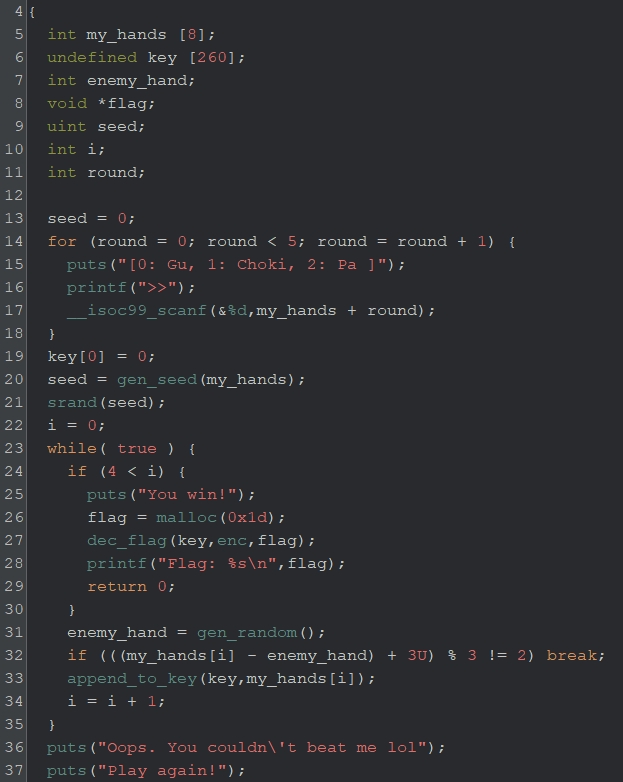 4 {
5 int my_hands [8];
6 undefined key [260];
7 int enemy_hand;
8 void *flag;
9 uint seed;
10 int i;
11 int round;
12
13 seed = 0;
14 for (round = 0; round < 5; round = round + 1) {
15 puts("[0: Gu, 1: Choki, 2: Pa ]");
16 printf(">>");
17 __isoc99_scanf(&%d,my_hands + round);
18 }
19 key[0] = 0;
20 seed = gen_seed(my_hands);
21 srand(seed);
22 i = 0;
23 while( true ) {
24 if (4 < i) {
25 puts("You win!");
26 flag = malloc(0x1d);
27 dec_flag(key,enc,flag);
28 printf("Flag: %s\n",flag);
29 return 0;
30 }
31 enemy_hand = gen_random();
32 if (((my_hands[i] - enemy_hand) + 3U) % 3 != 2) break;
33 append_to_key(key,my_hands[i]);
34 i = i + 1;
35 }
36 puts("Oops. You couldn\'t beat me lol");
37 puts("Play again!");